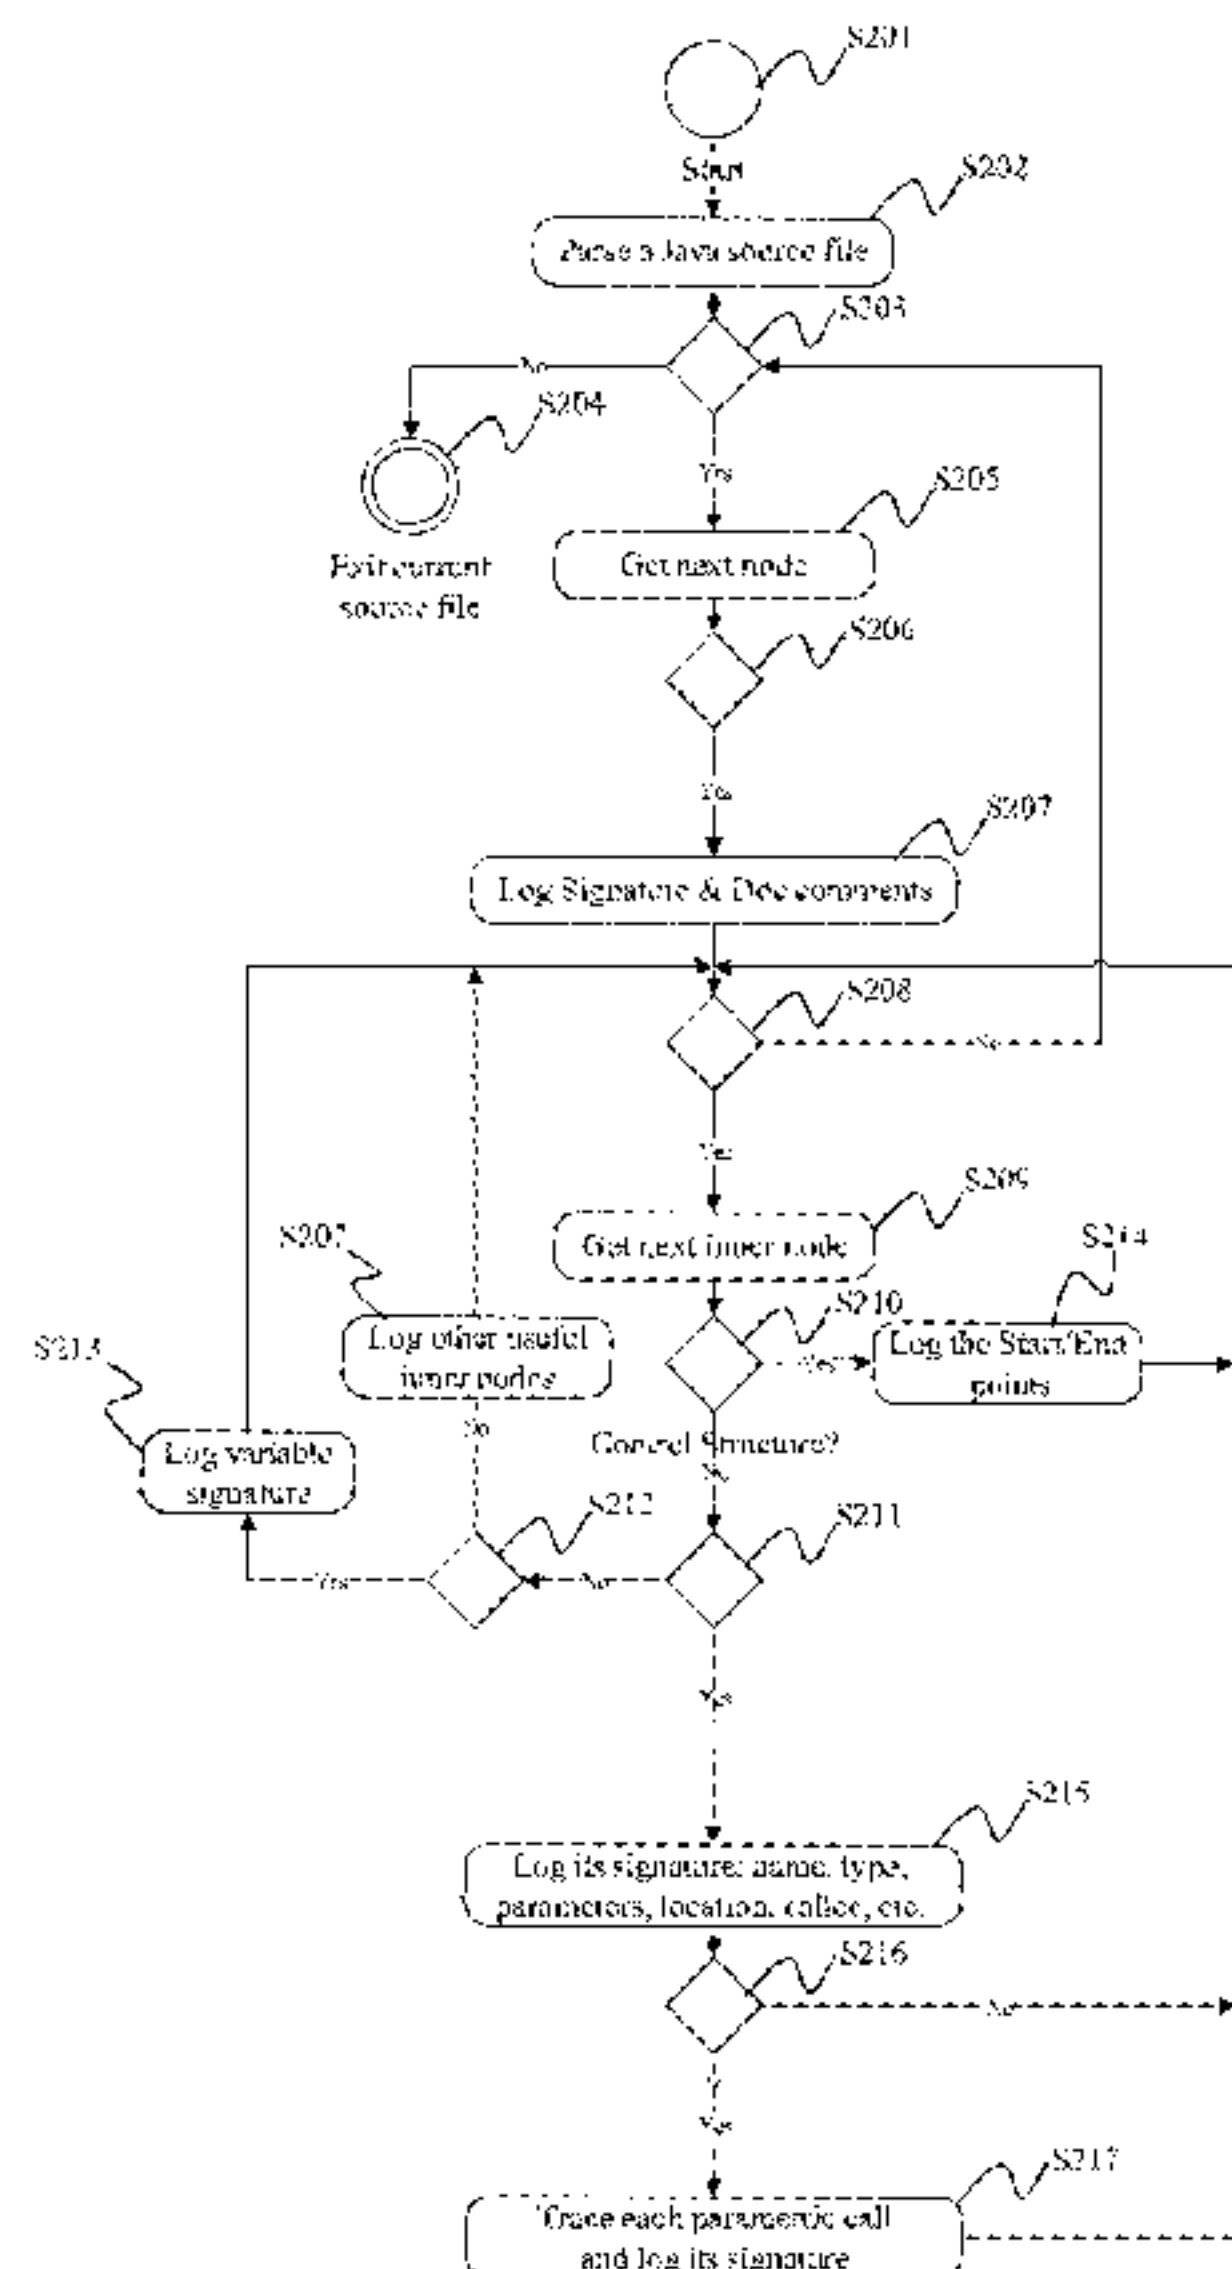 S201
Start
S202
Parse a Java source file
S203
No
S204
Yes
S205
Exit current
source file
Get next node
S206
Yes
S207
Log Signature & Doc comments
S208
No
Yes
S209
Get next inner node
S207
S214
S210
Log other useful
inner nodes
Yes
Log the Start/End
points
S213
No
Control Structure?
No
Log variable
signature
S212
S211
Yes
No
Yes
S215
Log its signature: name, type,
parameters, location, callee, etc.
S216
No
Yes
S217
Trace each parametric call
and log its signature